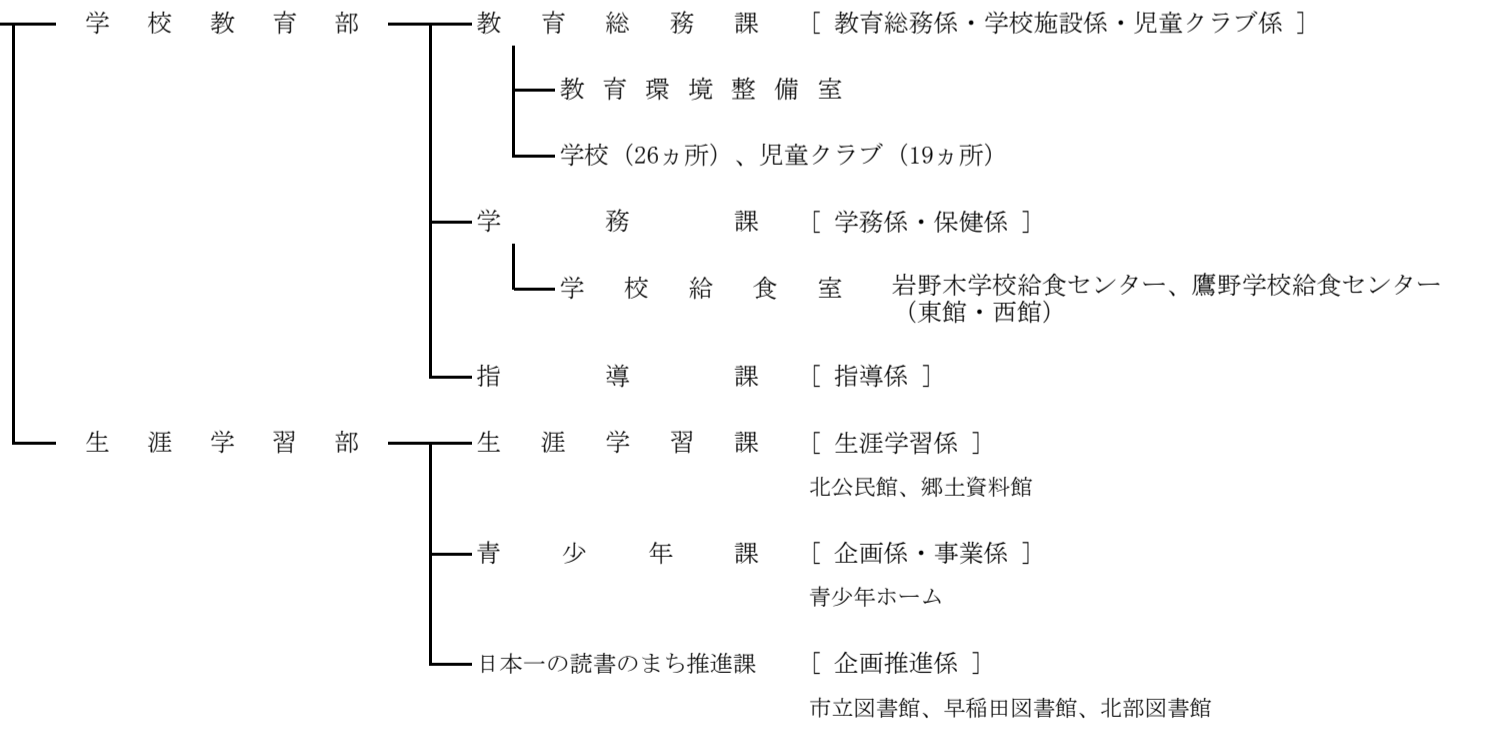 学校教育部 教育総務課 [ 教育総務係・学校施設係・児童クラブ係 ]
教育環境整備室
学校（26ヵ所）、児童クラブ（19ヵ所）
学務課 [ 学務係・保健係 ]
学校給食室 岩野木学校給食センター、鷹野学校給食センター
（東館・西館）
指導課 [ 指導係 ]
生涯学習部 生涯学習課 [ 生涯学習係 ]
北公民館、郷土資料館
青少年課 [ 企画係・事業係 ]
青少年ホーム
日本一の読書のまち推進課 [ 企画推進係 ]
市立図書館、早稲田図書館、北部図書館